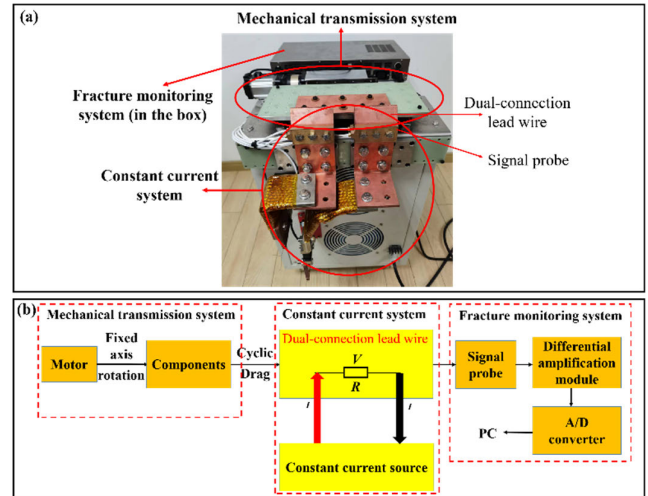 (a)
Mechanical transmission system
Fracture monitoring
system (in the box)
Dual-connection
lead wire
Signal probe
Constant current
system
(b)
Mechanical transmission system
Constant current system
Fracture monitoring system
Motor
Fixed
axis
rotation
Components
Cyclic
Drag
Dual-connection lead wire
V
R
I
I
Constant current source
Signal
probe
Differential
amplification
module
A/D
converter
PC